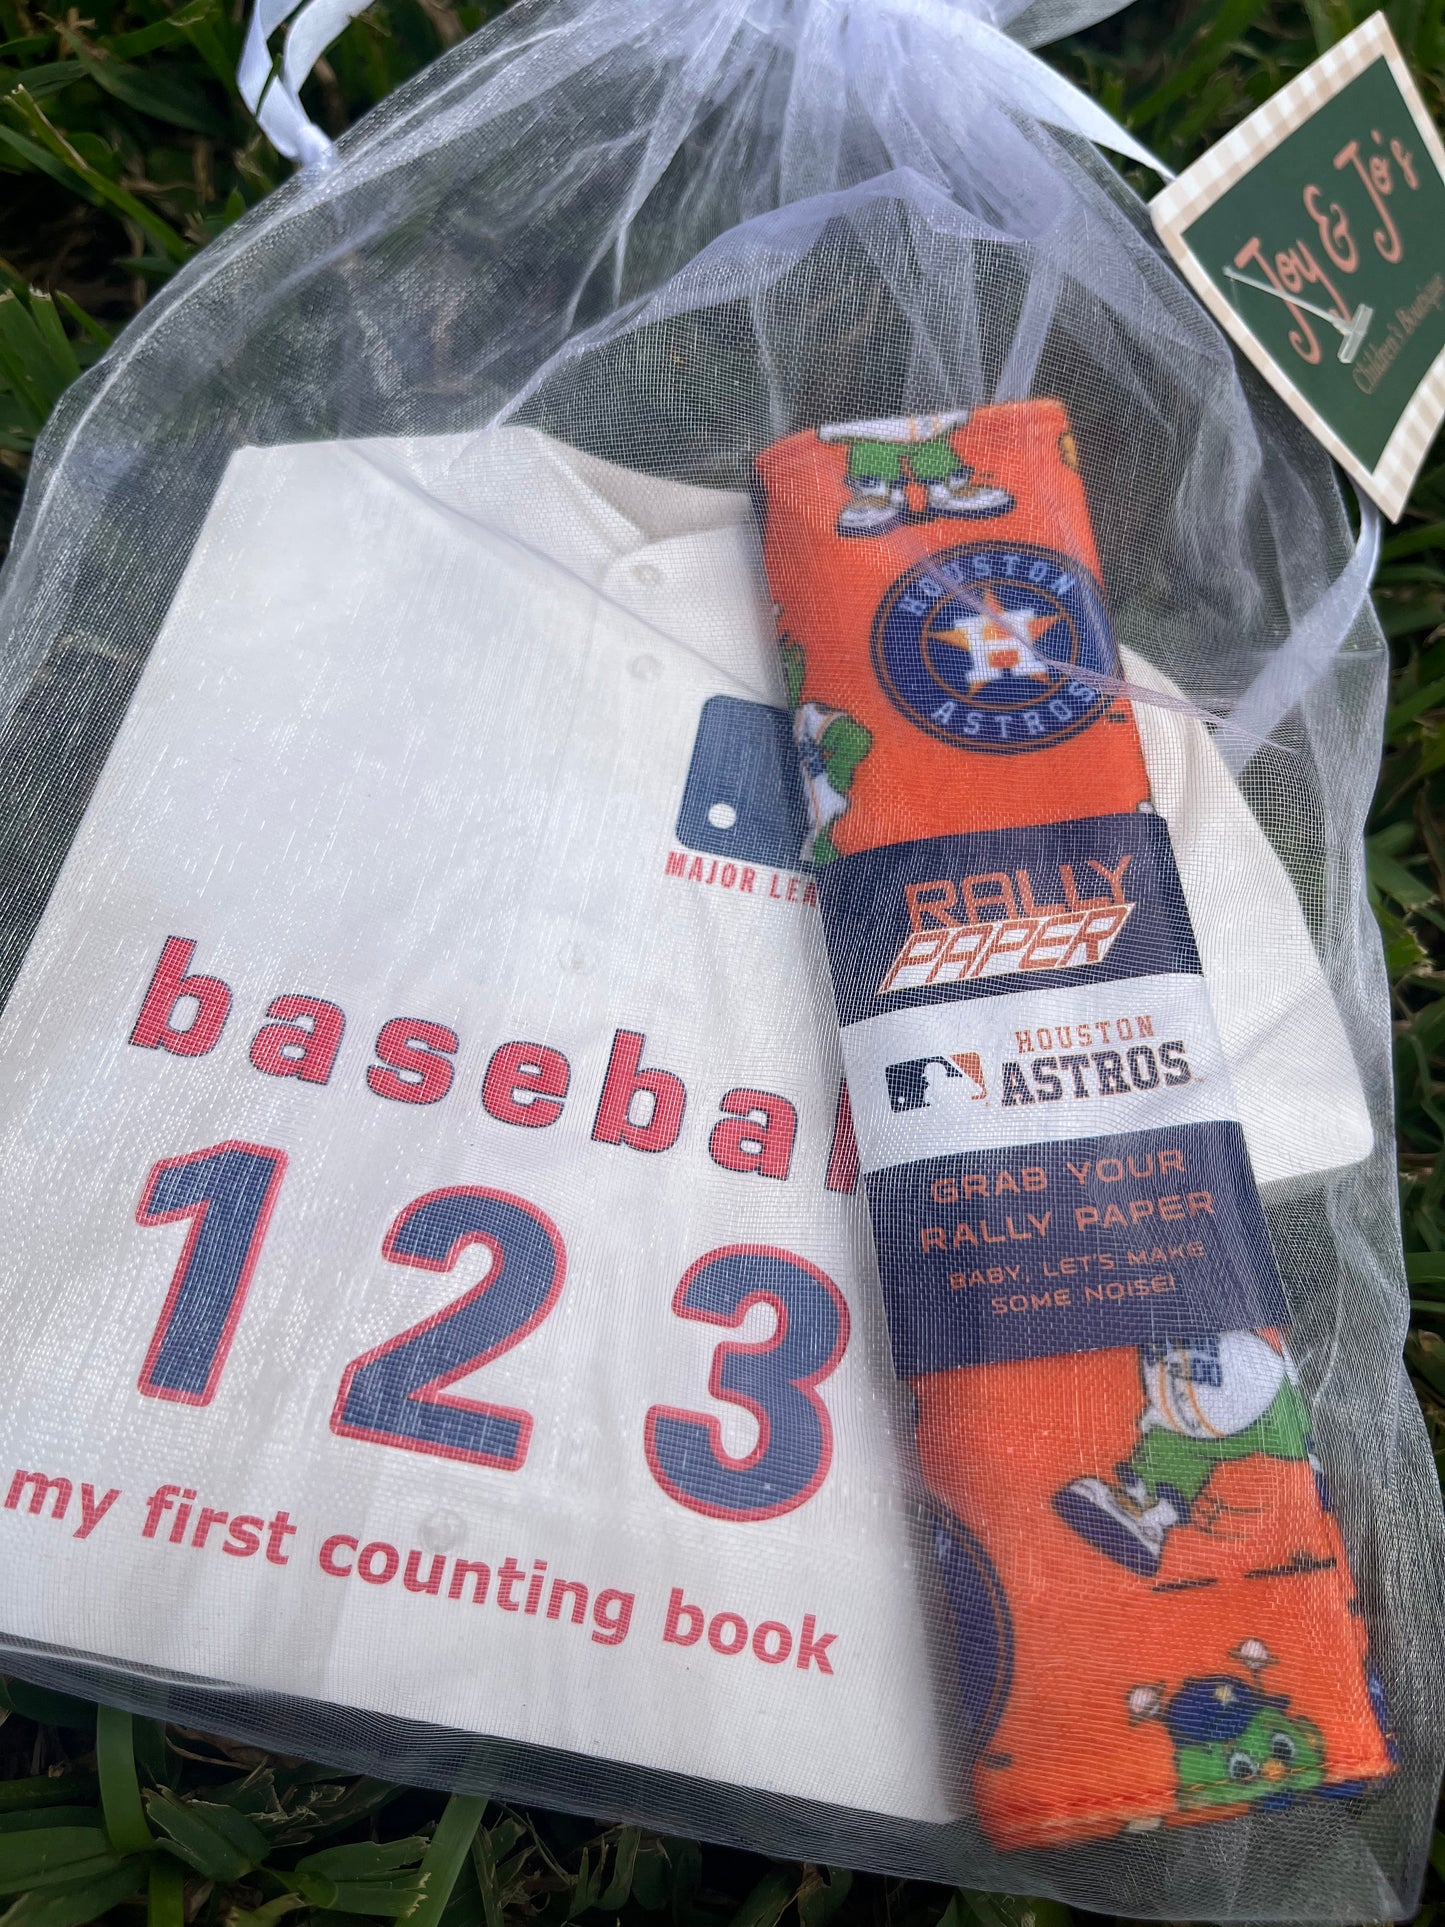 Joy & Jo's
Children's Boutique
HOUSTON
ASTROS
MAJOR LEA
RALLY
PAPER
HOUSTON
ASTROS
GRAB YOUR
RALLY PAPER
BABY, LET'S MAKE
SOME NOISE!
basebal
1 2 3
my first counting book